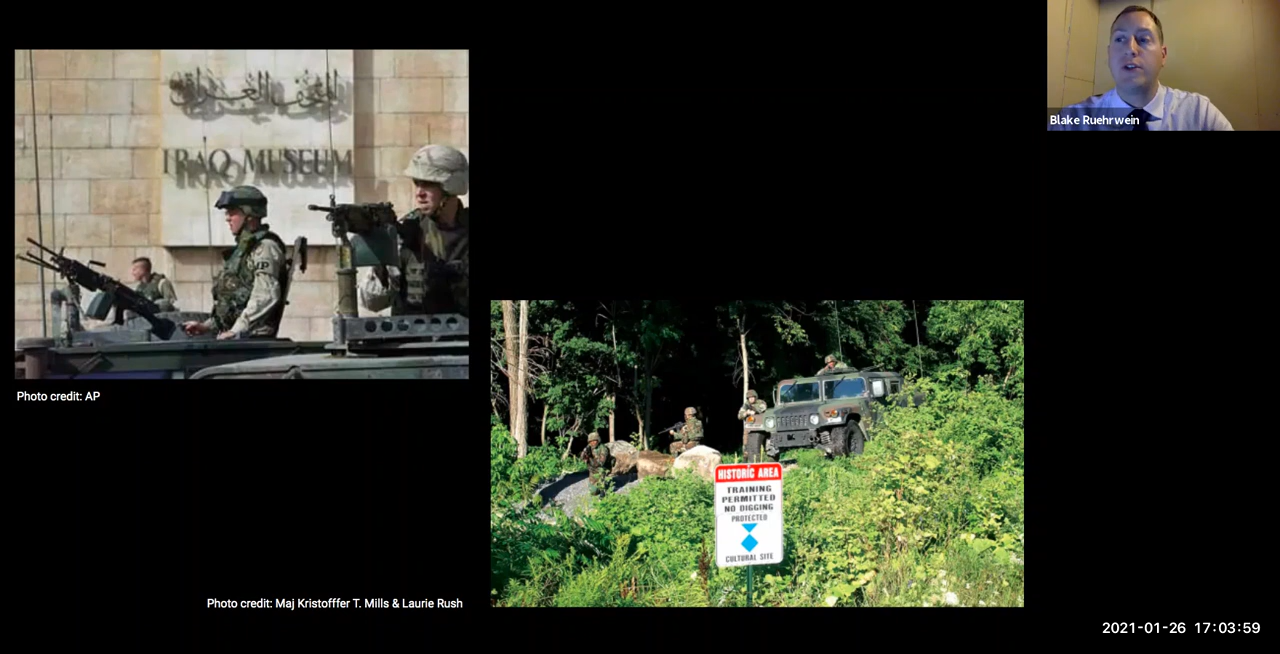 المتحف العراقي
IRAQ MUSEUM
MP
Photo credit: AP
Blake Ruehrwein
HISTORIC AREA
TRAINING
PERMITTED
NO DIGGING
PROTECTED
CULTURAL SITE
Photo credit: Maj Kristofffer T. Mills & Laurie Rush
2021-01-26 17:03:59